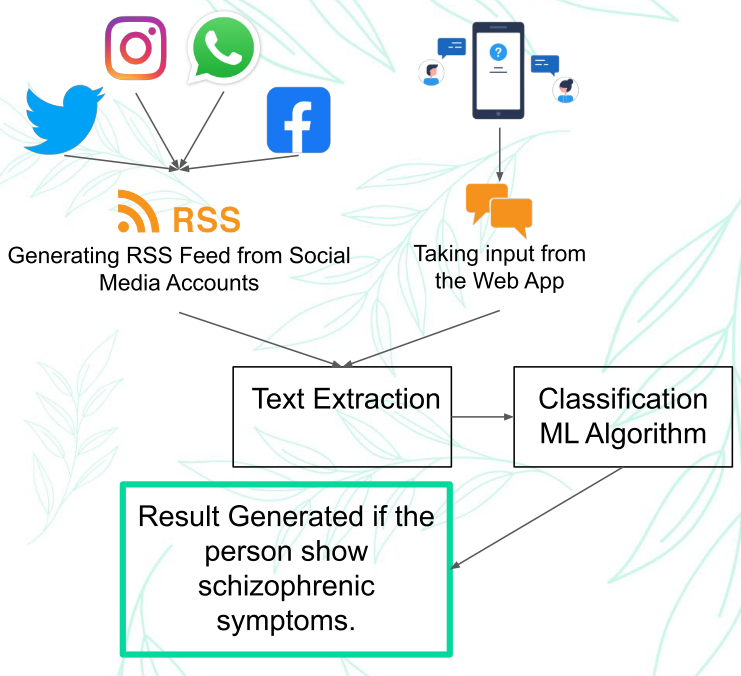 RSS
Generating RSS Feed from Social
Media Accounts
?
Taking input from
the Web App
Text Extraction
Classification
ML Algorithm
Result Generated if the
person show
schizophrenic
symptoms.